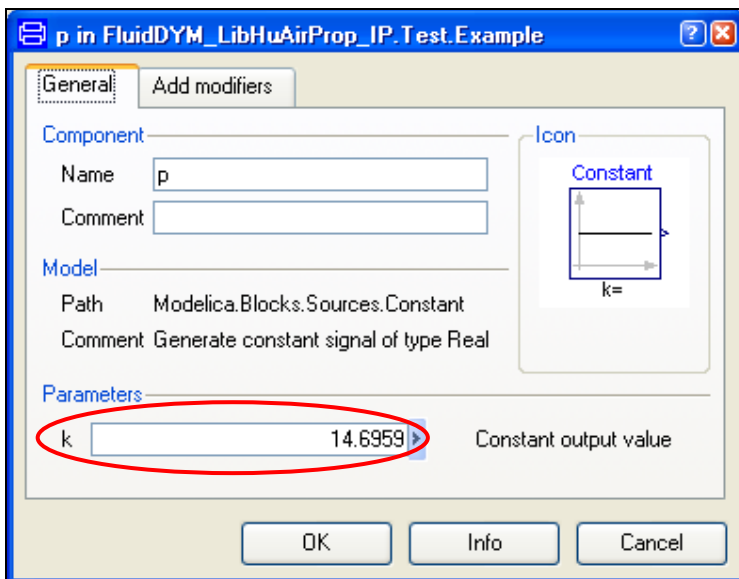 p in FluidDYM_LibHuAirProp_IP.Test.Example
General Add modifiers
Component
Name p
Comment
Icon
Constant
k=
Model
Path Modelica.Blocks.Sources.Constant
Comment Generate constant signal of type Real
Parameters
k 14.6959 Constant output value
OK Info Cancel